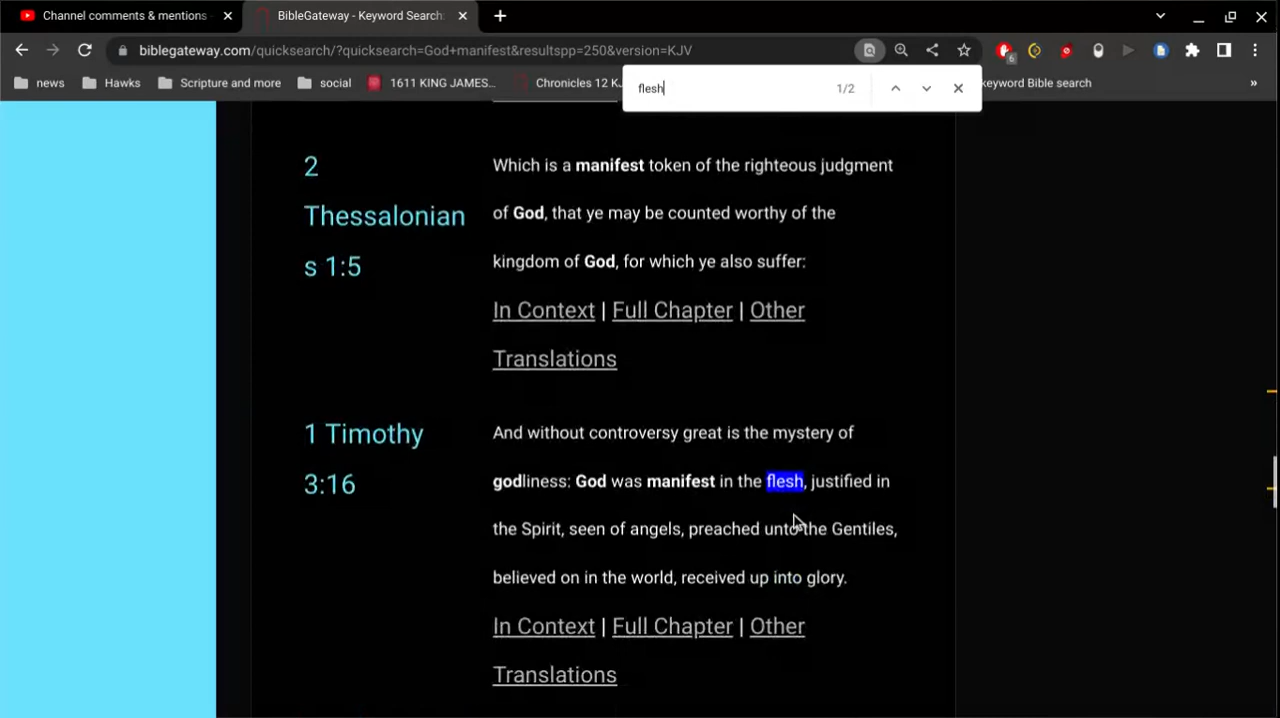 Channel comments & mentions -
BibleGateway - Keyword Search:
biblegateway.com/quicksearch/?quicksearch=God+manifest&resultspp=250&version=KJV
6
news
Hawks
Scripture and more
social
1611 KING JAMES...
Chronicles 12 K
keyword Bible search
»
flesh
1/2
2
Thessalonian
s 1:5
Which is a manifest token of the righteous judgment
of God, that ye may be counted worthy of the
kingdom of God, for which ye also suffer:
In Context | Full Chapter | Other
Translations
1 Timothy
3:16
And without controversy great is the mystery of
godliness: God was manifest in the flesh, justified in
the Spirit, seen of angels, preached unto the Gentiles,
believed on in the world, received up into glory.
In Context | Full Chapter | Other
Translations